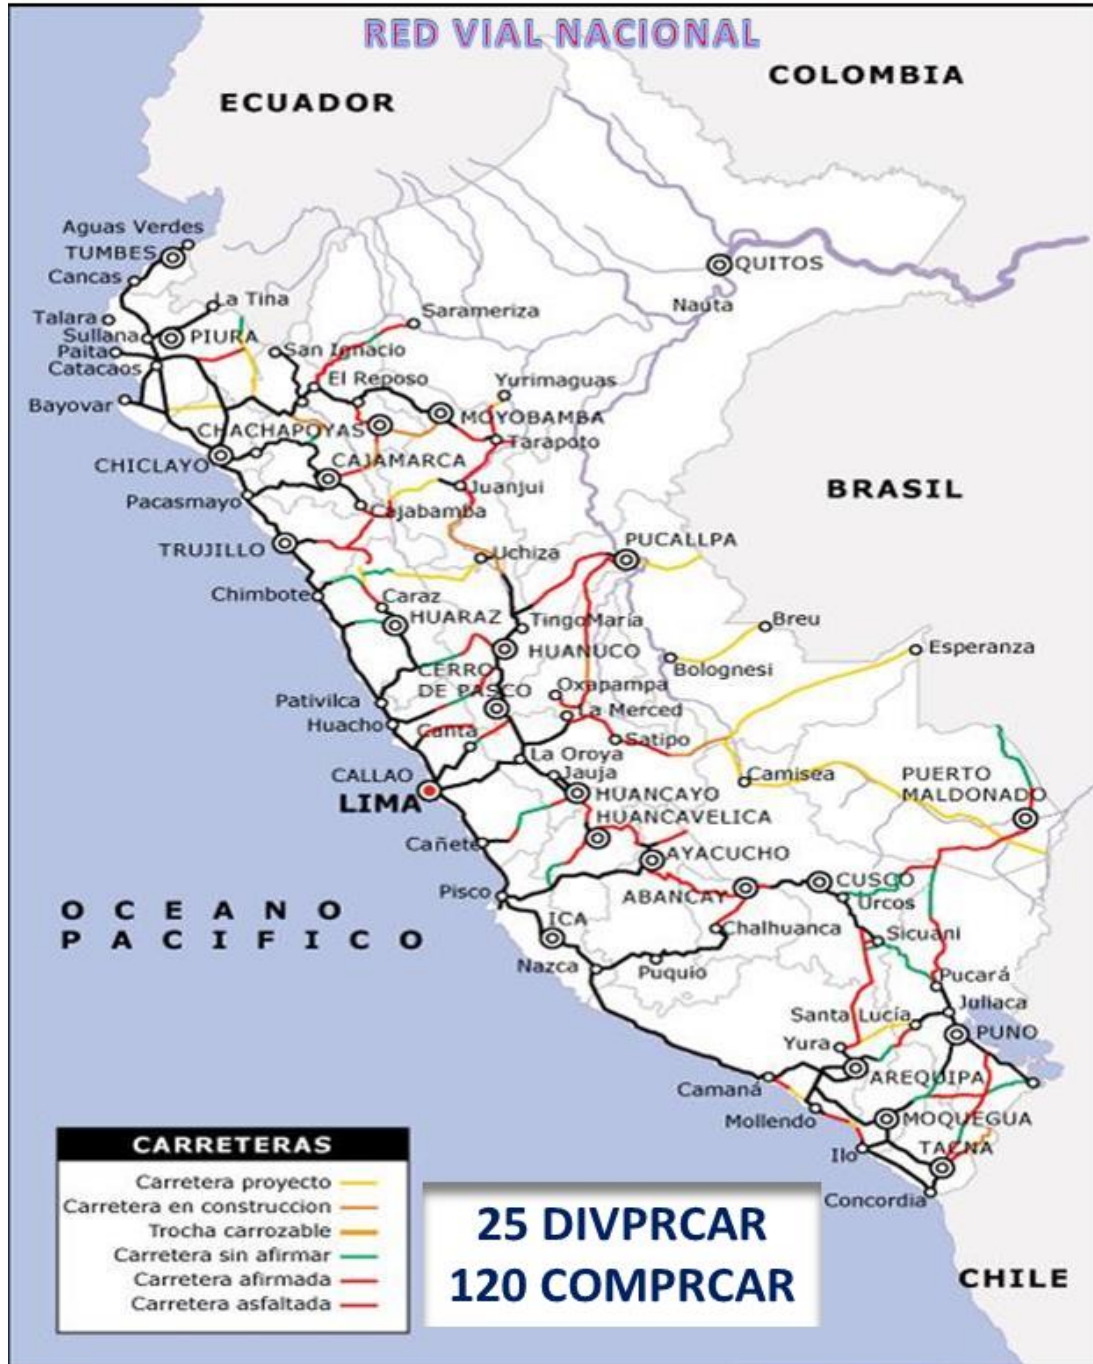 RED VIAL NACIONAL
COLOMBIA
ECUADOR
Aguas Verdes
TUMBES
Cancas
QUITOS
La Tina
Nauta
Talara
Sarameriza
Sullana
PIURA
Paita
San Ignacio
Catacaos
El Reposo
Yurimaguas
Bayovar
MOYOBAMBA
CHACHAPOYAS
Tarapoto
CHICLAYO
CAJAMARCA
Juanjui
BRASIL
Pacasmayo
Cajabamba
TRUJILLO
PUCALLPA
Uchiza
Chimbote
Caraz
HUARAZ
TingoMaría
Breu
HUANUCO
Esperanza
CERRO
DE PASCO
Bolognesi
Oxapampa
Pativilca
La Merced
Huacho
Canta
Satipo
La Oroya
CALLAO
Jauja
Camisea
PUERTO
MALDONADO
LIMA
HUANCAYO
HUANCAVELICA
Cañete
AYACUCHO
Pisco
ABANCAY
CUSCO
Urcos
OCEANO
PACIFICO
ICA
Chalhuanca
Sicuani
Nazca
Puquio
Pucará
Juliaca
Santa Lucía
PUNO
Yura
AREQUIPA
Camaná
Mollendo
MOQUEGUA
TACNA
Ilo
Concordia
CHILE
CARRETERAS
Carretera proyecto
Carretera en construccion
Trocha carrozable
Carretera sin afirmar
Carretera afirmada
Carretera asfaltada
25 DIVPRCAR
120 COMPRCAR